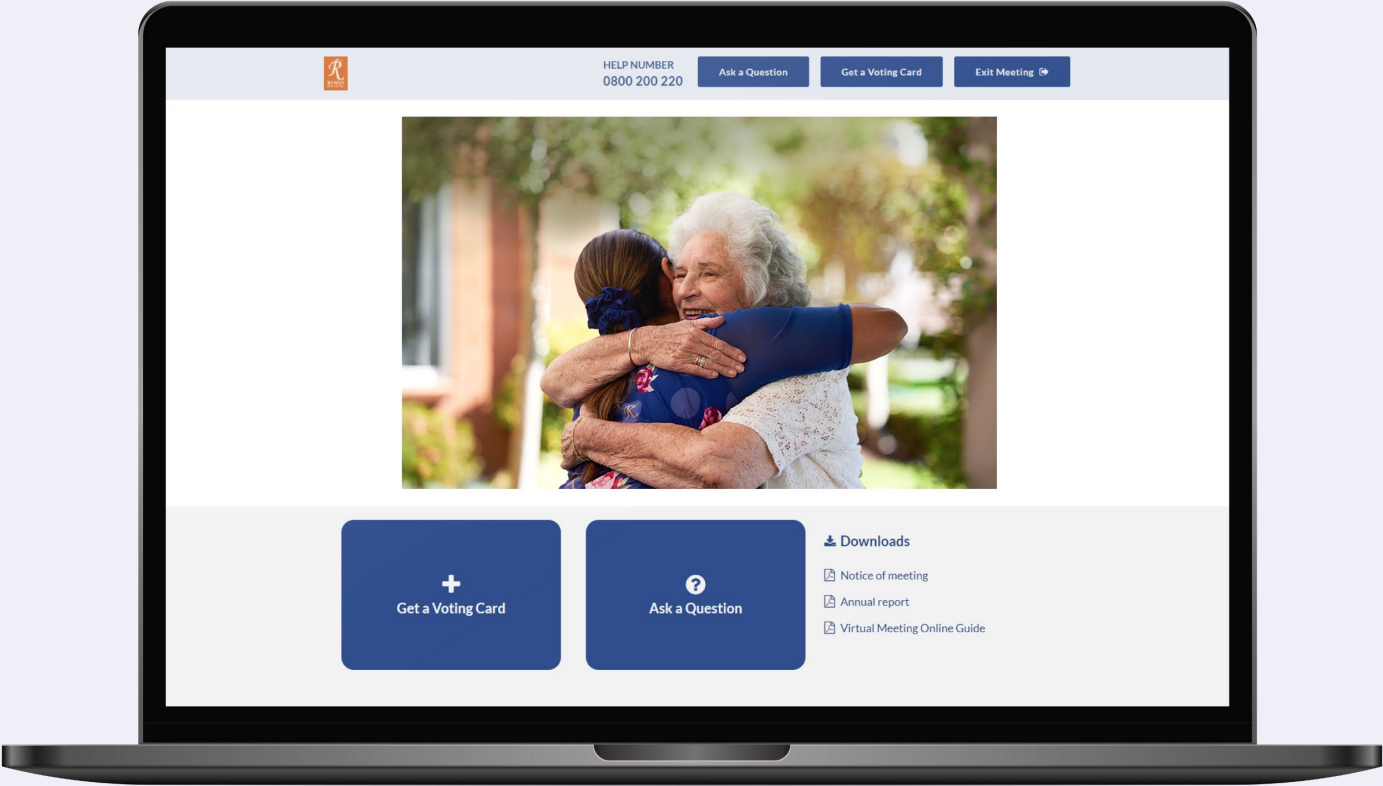 R
HELP NUMBER
0800 200 220
Ask a Question
Get a Voting Card
Exit Meeting
Get a Voting Card
Ask a Question
Downloads
Notice of meeting
Annual report
Virtual Meeting Online Guide